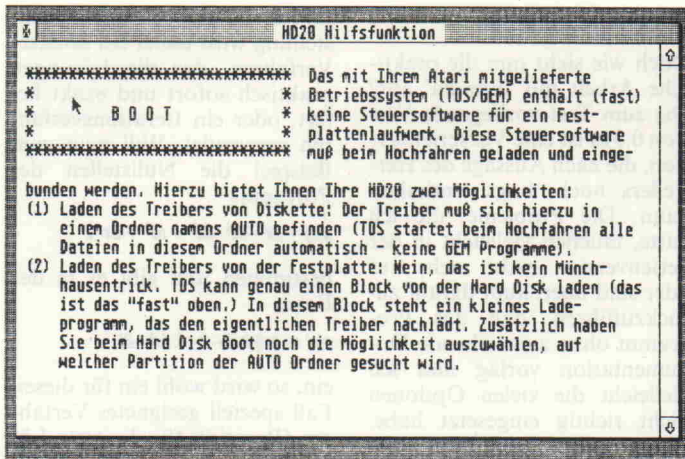 HD20 Hilfsfunktion
****************************** Das mit Ihrem Atari mitgelieferte
* * Betriebssystem (TOS/GEM) enthält (fast)
* B O O T * keine Steuersoftware für ein Fest-
* * plattenlaufwerk. Diese Steuersoftware
****************************** muß beim Hochfahren geladen und einge-
bunden werden. Hierzu bietet Ihnen Ihre HD20 zwei Möglichkeiten:
(1) Laden des Treibers von Diskette: Der Treiber muß sich hierzu in
einem Ordner namens AUTO befinden (TOS startet beim Hochfahren alle
Dateien in diesem Ordner automatisch - keine GEM Programme).
(2) Laden des Treibers von der Festplatte: Nein, das ist kein Münch-
hausentrick. TOS kann genau einen Block von der Hard Disk laden (das
ist das "fast" oben.) In diesem Block steht ein kleines Lade-
programm, das den eigentlichen Treiber nachlädt. Zusätzlich haben
Sie beim Hard Disk Boot noch die Möglichkeit auszuwählen, auf
welcher Partition der AUTO Ordner gesucht wird.